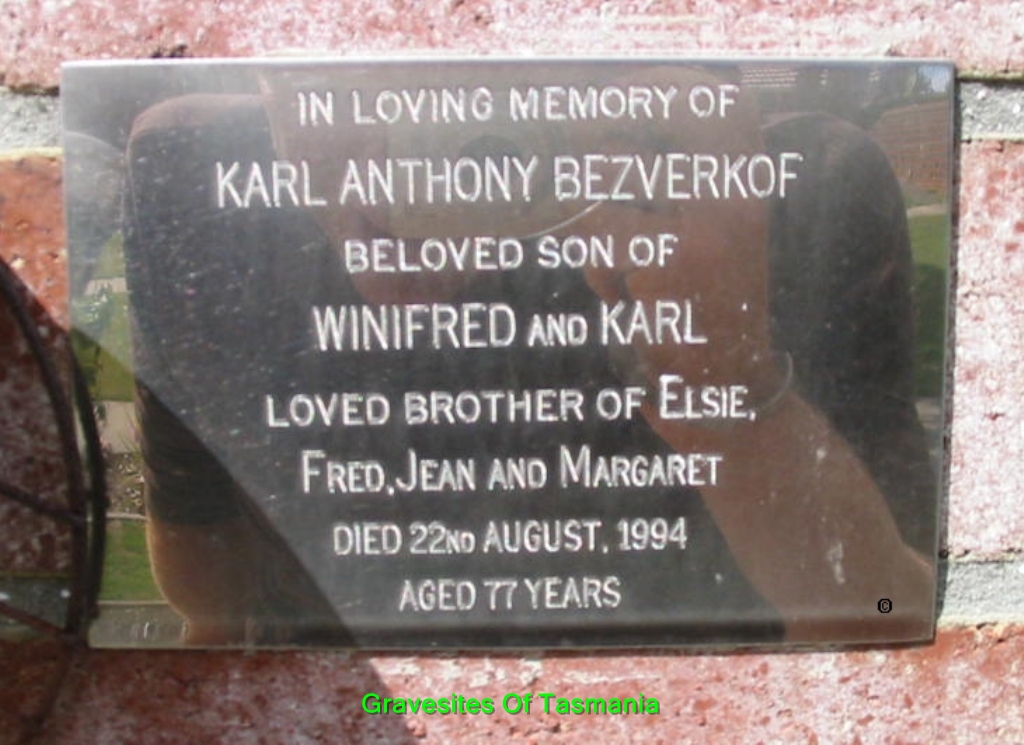 IN LOVING MEMORY OF
KARL ANTHONY BEZVERKOF
BELOVED SON OF
WINIFRED AND KARL
LOVED BROTHER OF ELSIE,
FRED, JEAN AND MARGARET
DIED 22ND AUGUST, 1994
AGED 77 YEARS
©
Gravesites Of Tasmania